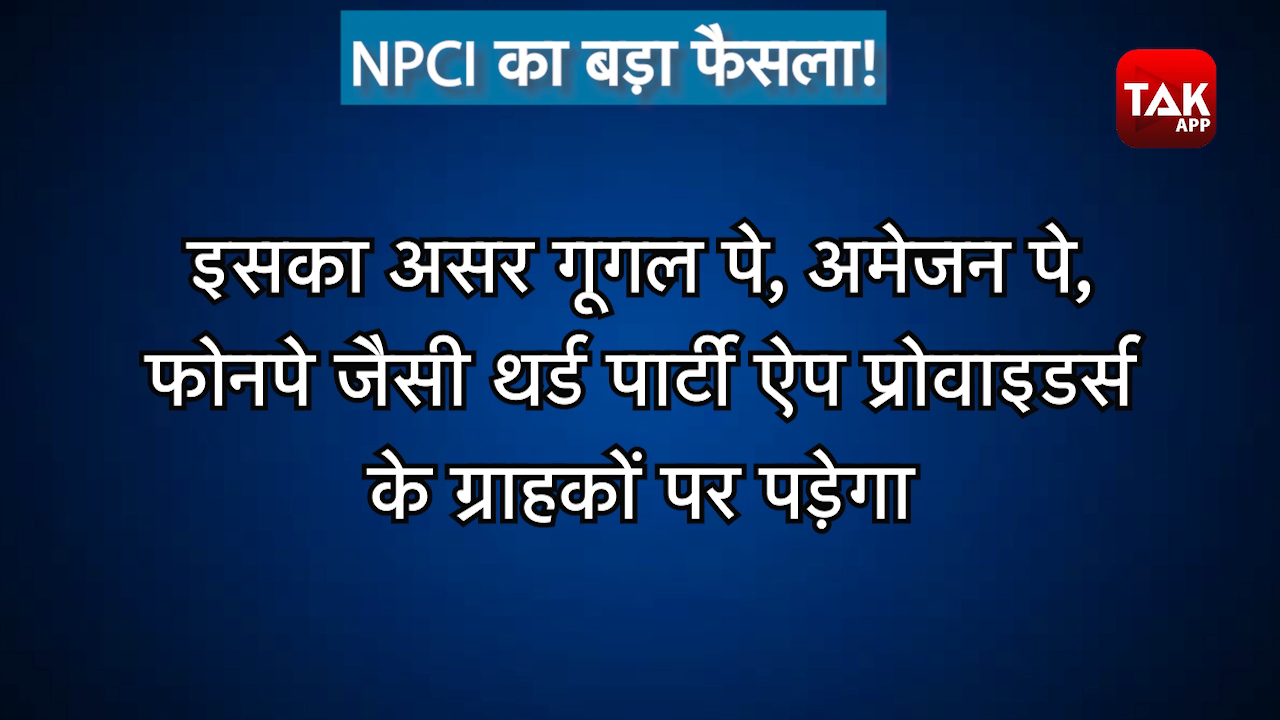 NPCI का बड़ा फैसला!
TAK
APP
इसका असर गूगल पे, अमेजन पे,
फोनपे जैसी थर्ड पार्टी ऐप प्रोवाइडर्स
के ग्राहकों पर पड़ेगा